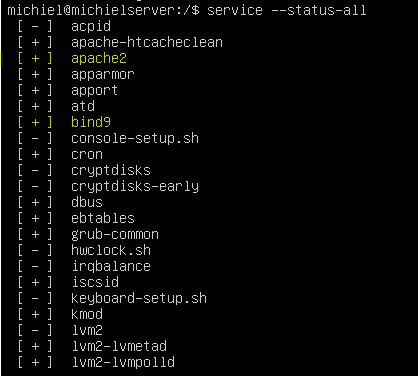 michiel@michielserver:/$ service --status-all
[ - ] acpid
[ + ] apache-htcacheclean
[ + ] apache2
[ + ] apparmor
[ + ] apport
[ + ] atd
[ + ] bind9
[ - ] console-setup.sh
[ + ] cron
[ - ] cryptdisks
[ - ] cryptdisks-early
[ + ] dbus
[ + ] ebtables
[ + ] grub-common
[ - ] hwclock.sh
[ - ] irqbalance
[ + ] iscsid
[ - ] keyboard-setup.sh
[ + ] kmod
[ - ] lvm2
[ + ] lvm2-lvmetad
[ + ] lvm2-lvmpolld